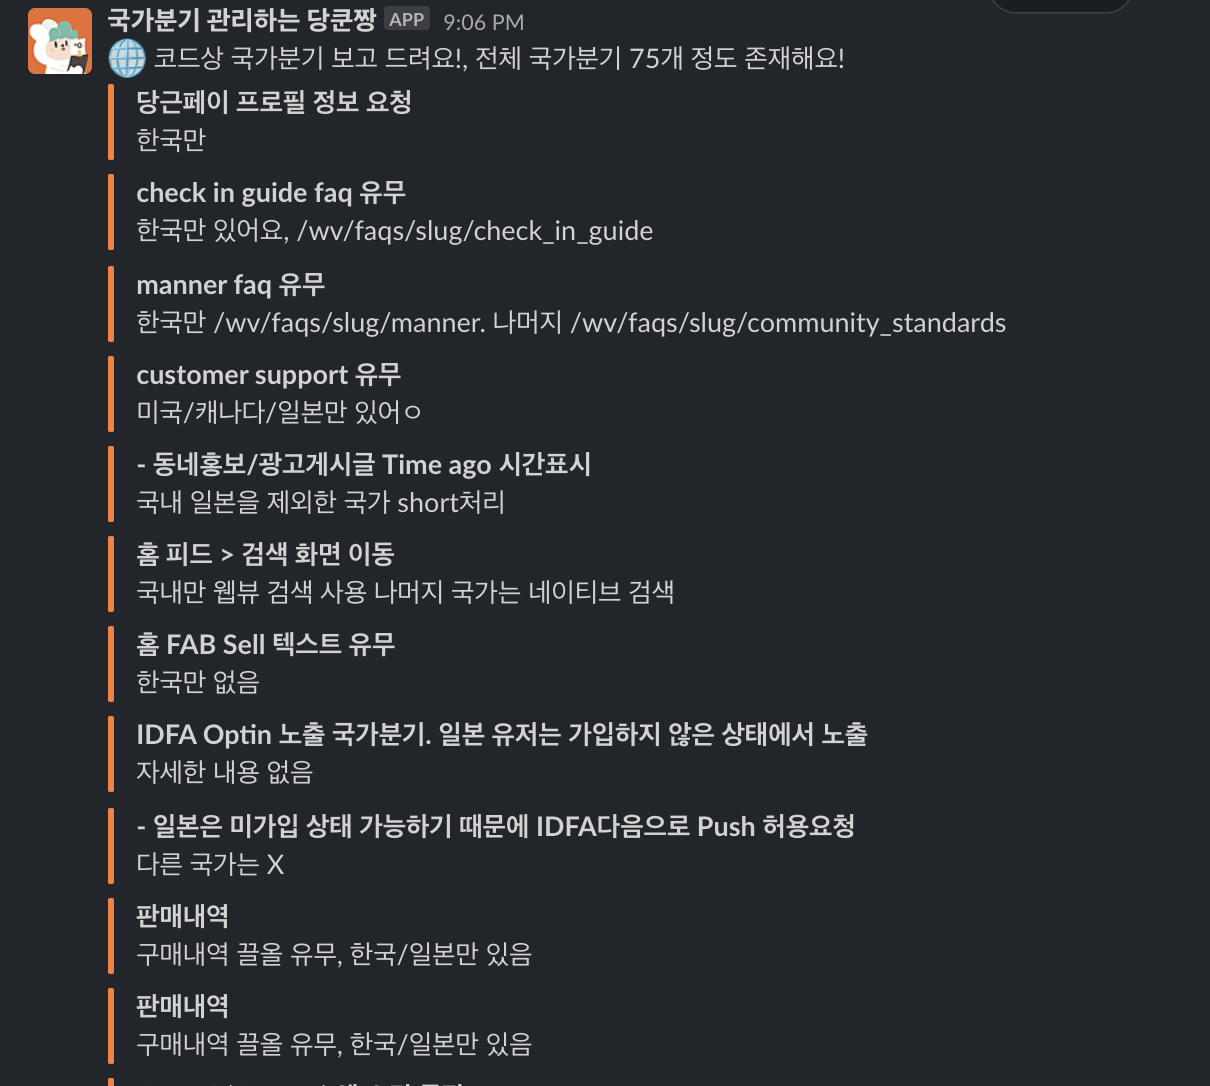 국가분기 관리하는 당쿤짱 APP 9:06 PM
코드상 국가분기 보고 드려요!, 전체 국가분기 75개 정도 존재해요!
당근페이 프로필 정보 요청
한국만
check in guide faq 유무
한국만 있어요, /wv/faqs/slug/check_in_guide
manner faq 유무
한국만 /wv/faqs/slug/manner. 나머지 /wv/faqs/slug/community_standards
customer support 유무
미국/캐나다/일본만 있어ㅇ
- 동네홍보/광고게시글 Time ago 시간표시
국내 일본을 제외한 국가 short처리
홈 피드 > 검색 화면 이동
국내만 웹뷰 검색 사용 나머지 국가는 네이티브 검색
홈 FAB Sell 텍스트 유무
한국만 없음
IDFA Optin 노출 국가분기. 일본 유저는 가입하지 않은 상태에서 노출
자세한 내용 없음
- 일본은 미가입 상태 가능하기 때문에 IDFA다음으로 Push 허용요청
다른 국가는 X
판매내역
구매내역 끌올 유무, 한국/일본만 있음
판매내역
구매내역 끌올 유무, 한국/일본만 있음